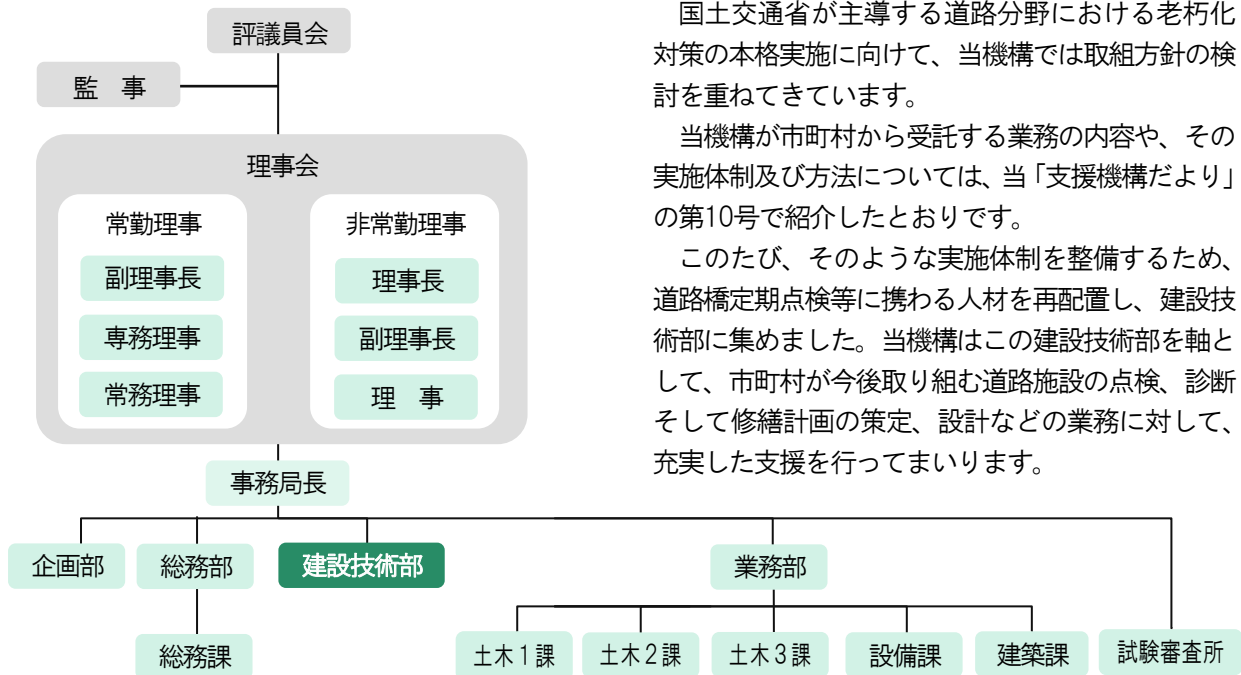 評議員会
監　事
理事会
常勤理事
副理事長
専務理事
常務理事
非常勤理事
理事長
副理事長
理　事
事務局長
企画部
総務部
建設技術部
業務部
総務課
土木1課
土木2課
土木3課
設備課
建築課
試験審査所
　国土交通省が主導する道路分野における老朽化
対策の本格実施に向けて、当機構では取組方針の検
討を重ねてきています。
　当機構が市町村から受託する業務の内容や、その
実施体制及び方法については、当「支援機構だより」
の第10号で紹介したとおりです。
　このたび、そのような実施体制を整備するため、
道路橋定期点検等に携わる人材を再配置し、建設技
術部に集めました。当機構はこの建設技術部を軸と
して、市町村が今後取り組む道路施設の点検、診断
そして修繕計画の策定、設計などの業務に対して、
充実した支援を行ってまいります。